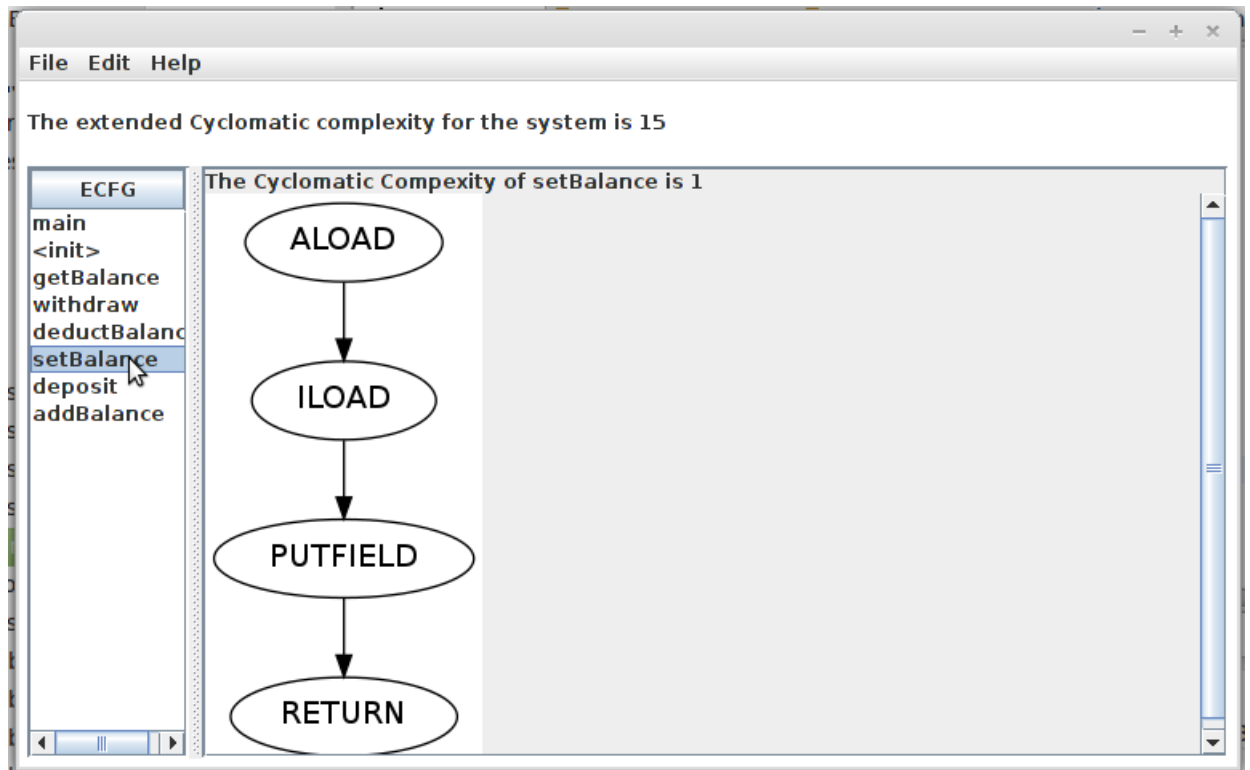 File Edit Help
The extended Cyclomatic complexity for the system is 15
ECFG
main
<init>
getBalance
withdraw
deductBalanc
setBalance
deposit
addBalance
The Cyclomatic Compexity of setBalance is 1
ALOAD
ILOAD
PUTFIELD
RETURN